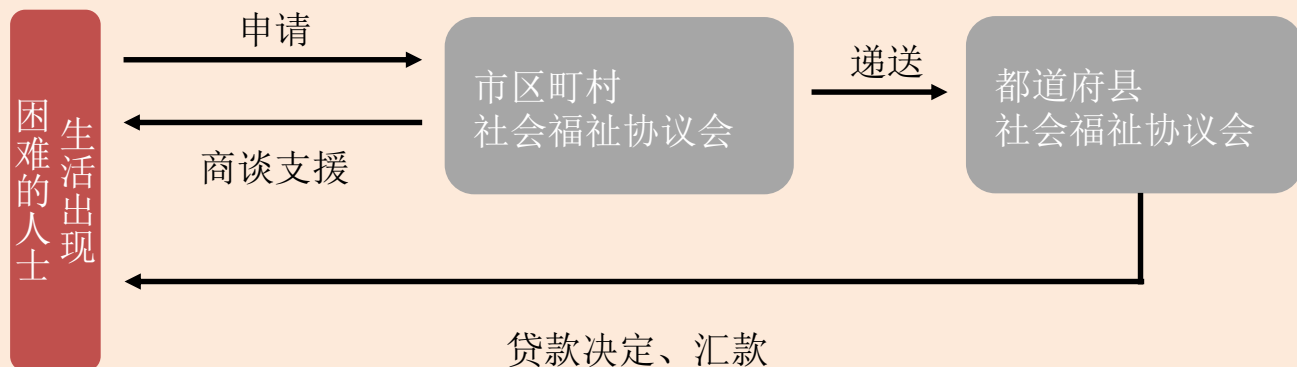 生活出现
困难的人士
申请
商谈支援
市区町村
社会福祉协议会
递送
都道府县
社会福祉协议会
贷款决定、汇款